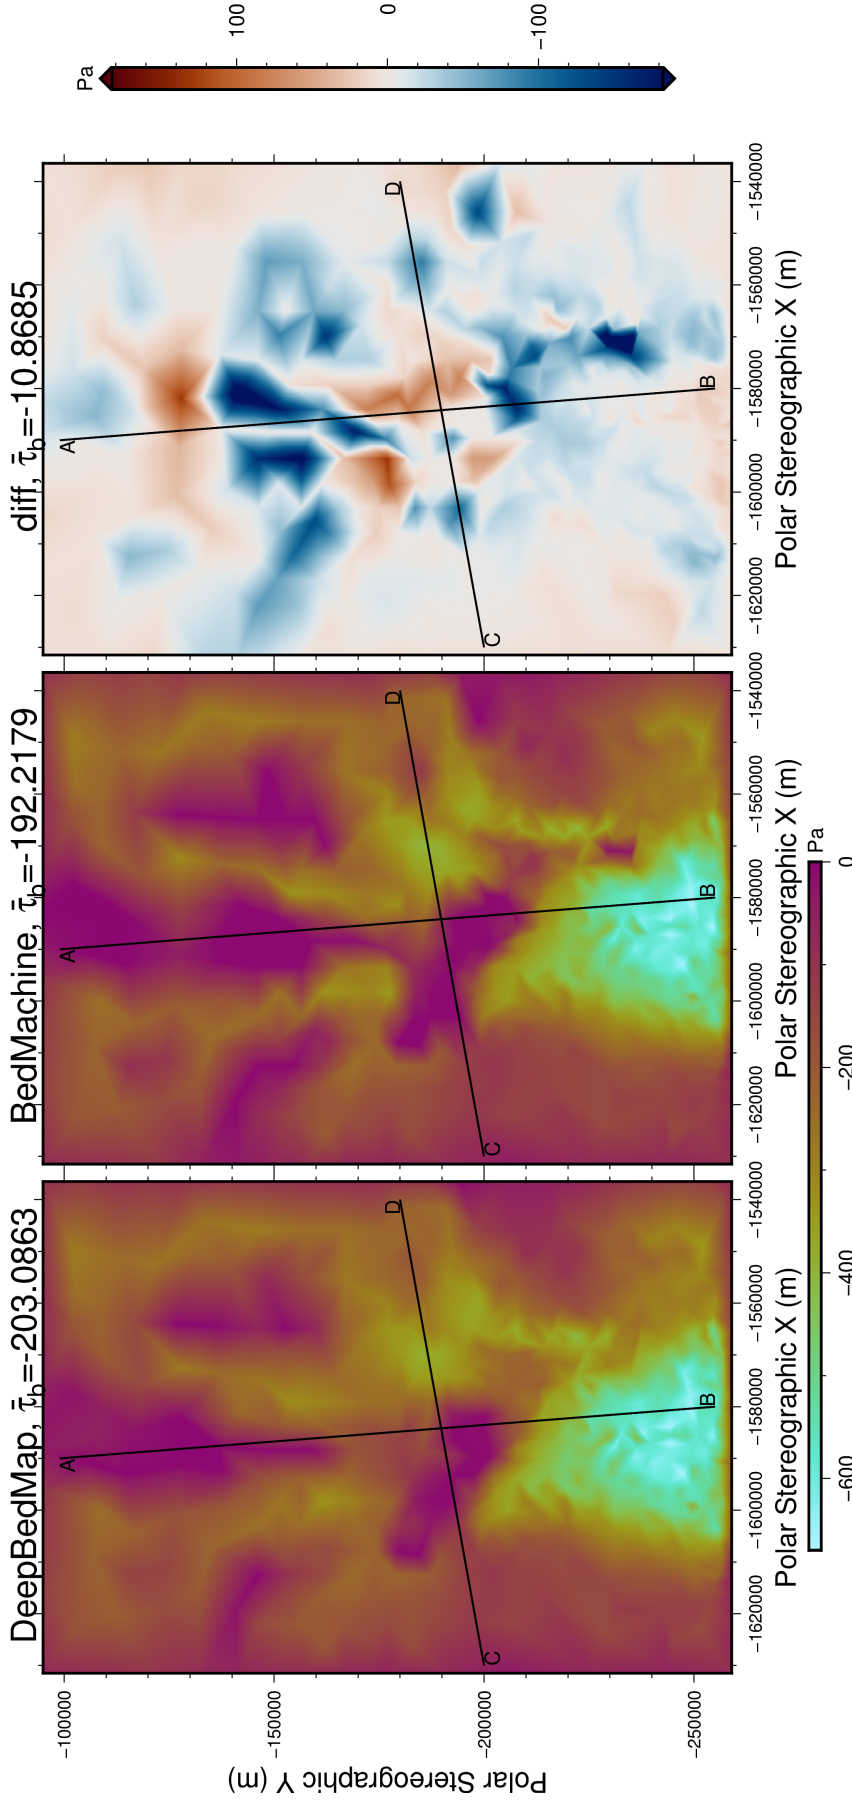 DeepBedMap, τ̄b=-203.0863
BedMachine, τ̄b=-192.2179
diff, τ̄b=-10.8685
A
B
C
D
A
B
C
D
A
B
C
D
Polar Stereographic Y (m)
-100000
-150000
-200000
-250000
-1620000 -1600000 -1580000 -1560000 -1540000
Polar Stereographic X (m)
-1620000 -1600000 -1580000 -1560000 -1540000
Polar Stereographic X (m)
-1620000 -1600000 -1580000 -1560000 -1540000
Polar Stereographic X (m)
-600 -400 -200 0
Pa
Pa
100
0
-100